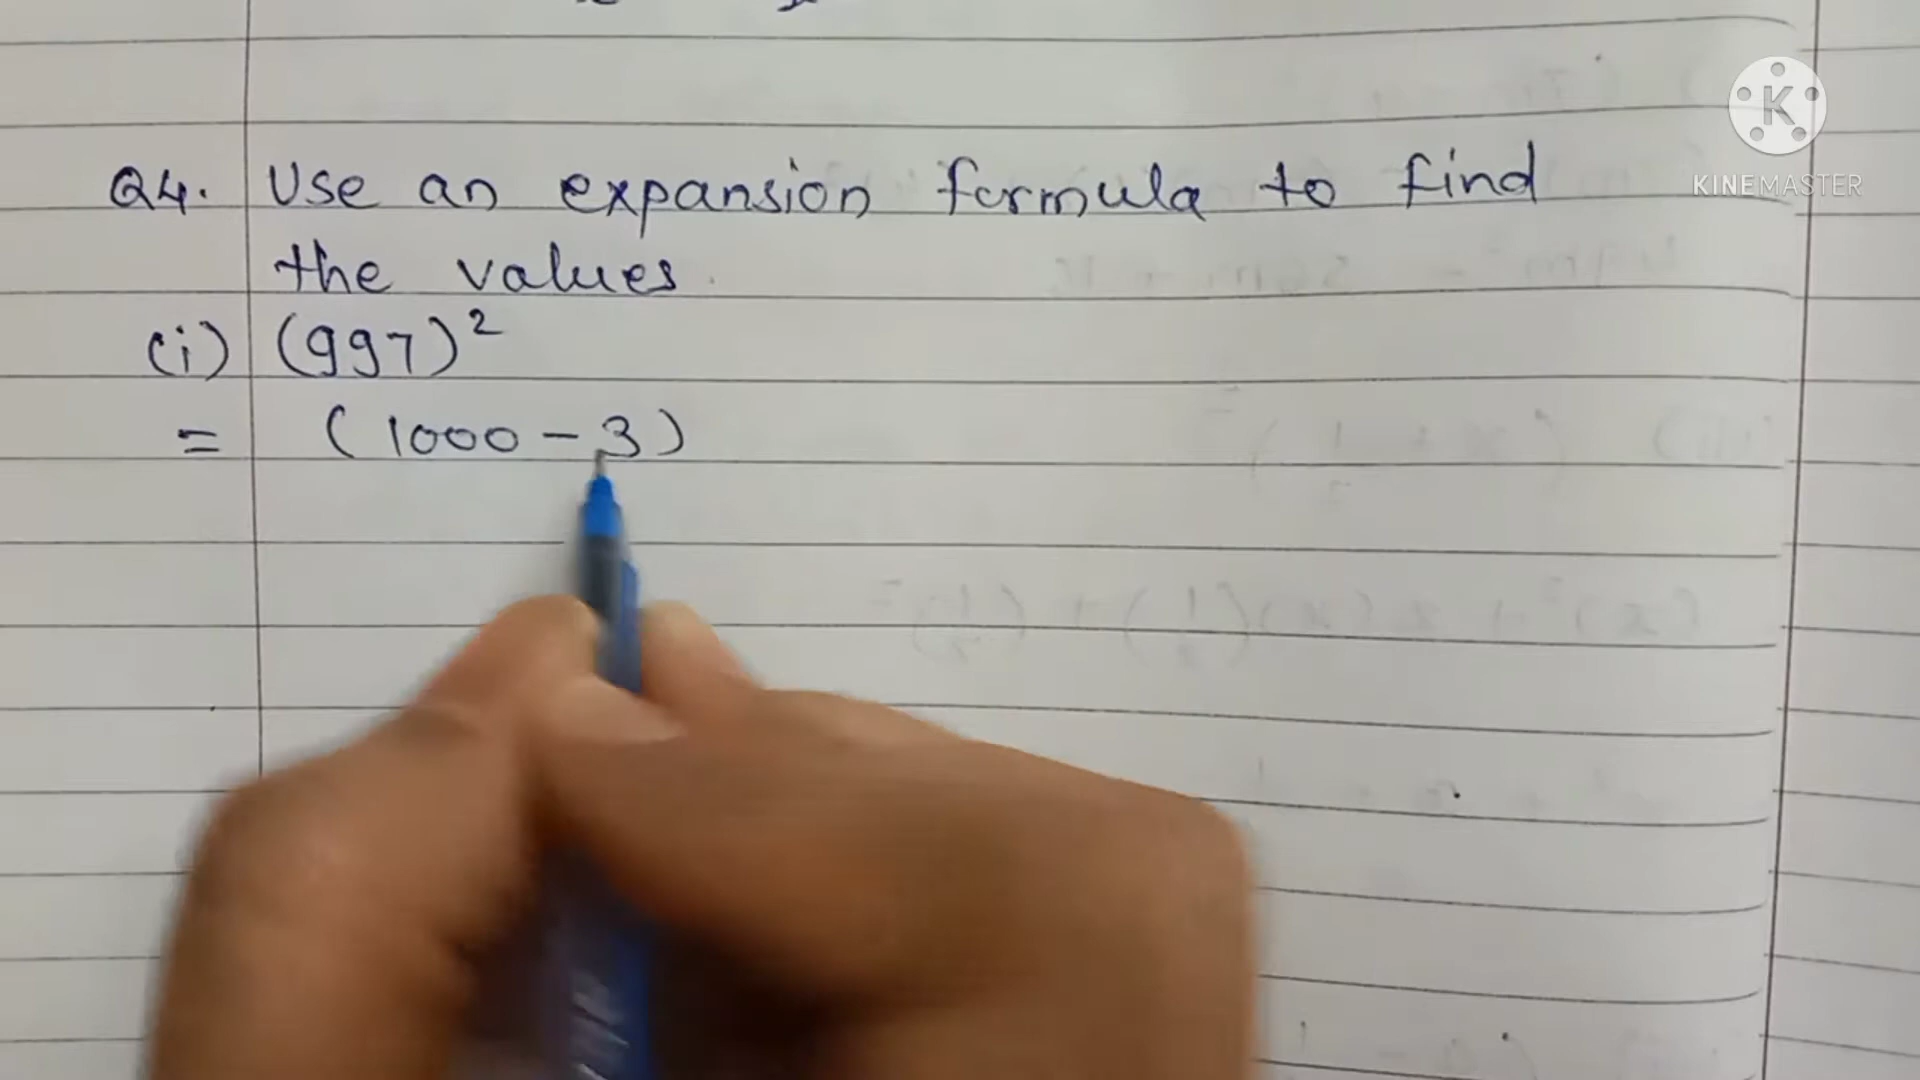 Q4. Use an expansion formula to find
the values.
(i) (997)²
= (1000 - 3)
K
KINEMASTER